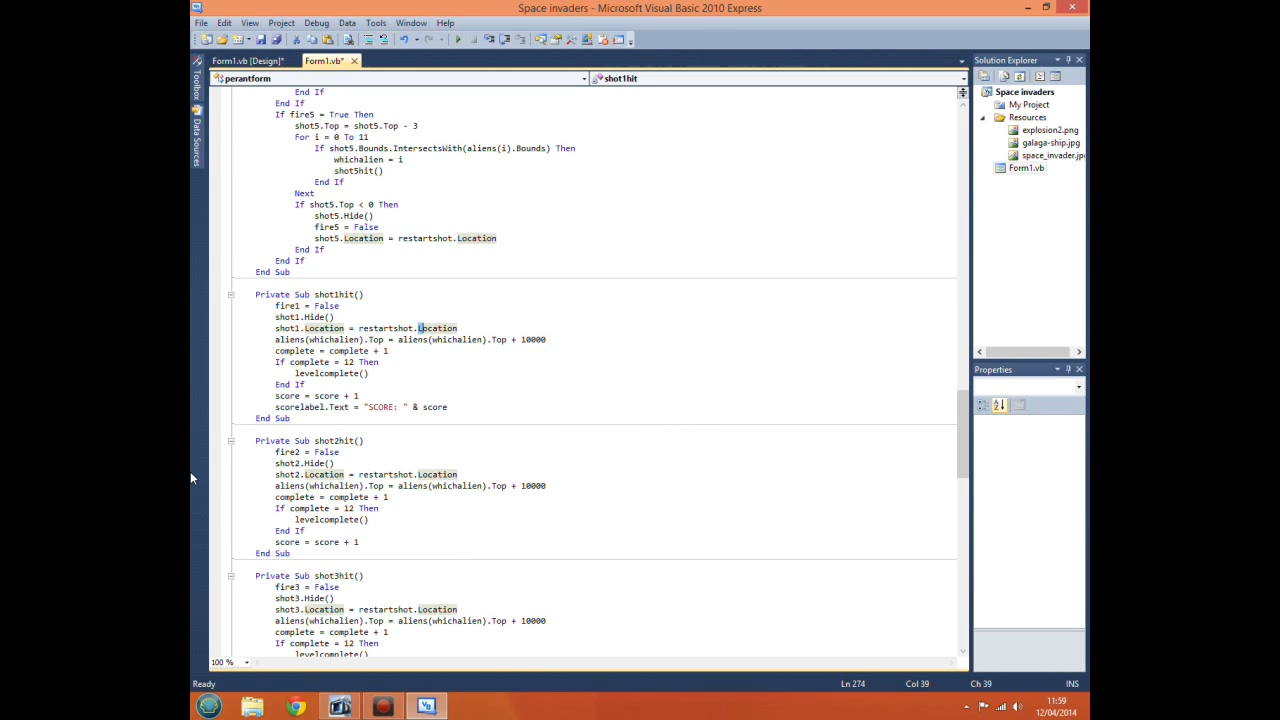 Space invaders - Microsoft Visual Basic 2010 Express
File Edit View Project Debug Data Tools Window Help
Form1.vb [Design]* Form1.vb*
perantform shot1hit
Toolbox
Data Sources
End If
End If
If fire5 = True Then
shot5.Top = shot5.Top - 3
For i = 0 To 11
If shot5.Bounds.IntersectsWith(aliens(i).Bounds) Then
whichalien = i
shot5hit()
End If
Next
If shot5.Top < 0 Then
shot5.Hide()
fire5 = False
shot5.Location = restartshot.Location
End If
End If
End Sub
Private Sub shot1hit()
fire1 = False
shot1.Hide()
shot1.Location = restartshot.Location
aliens(whichalien).Top = aliens(whichalien).Top + 10000
complete = complete + 1
If complete = 12 Then
levelcomplete()
End If
score = score + 1
scorelabel.Text = "SCORE: " & score
End Sub
Private Sub shot2hit()
fire2 = False
shot2.Hide()
shot2.Location = restartshot.Location
aliens(whichalien).Top = aliens(whichalien).Top + 10000
complete = complete + 1
If complete = 12 Then
levelcomplete()
End If
score = score + 1
End Sub
Private Sub shot3hit()
fire3 = False
shot3.Hide()
shot3.Location = restartshot.Location
aliens(whichalien).Top = aliens(whichalien).Top + 10000
complete = complete + 1
If complete = 12 Then
levelcomplete()
100 %
Solution Explorer
Space invaders
My Project
Resources
explosion2.png
galaga-ship.jpg
space_invader.jp
Form1.vb
Properties
Ready Ln 274 Col 39 Ch 39 INS
11:59
12/04/2014